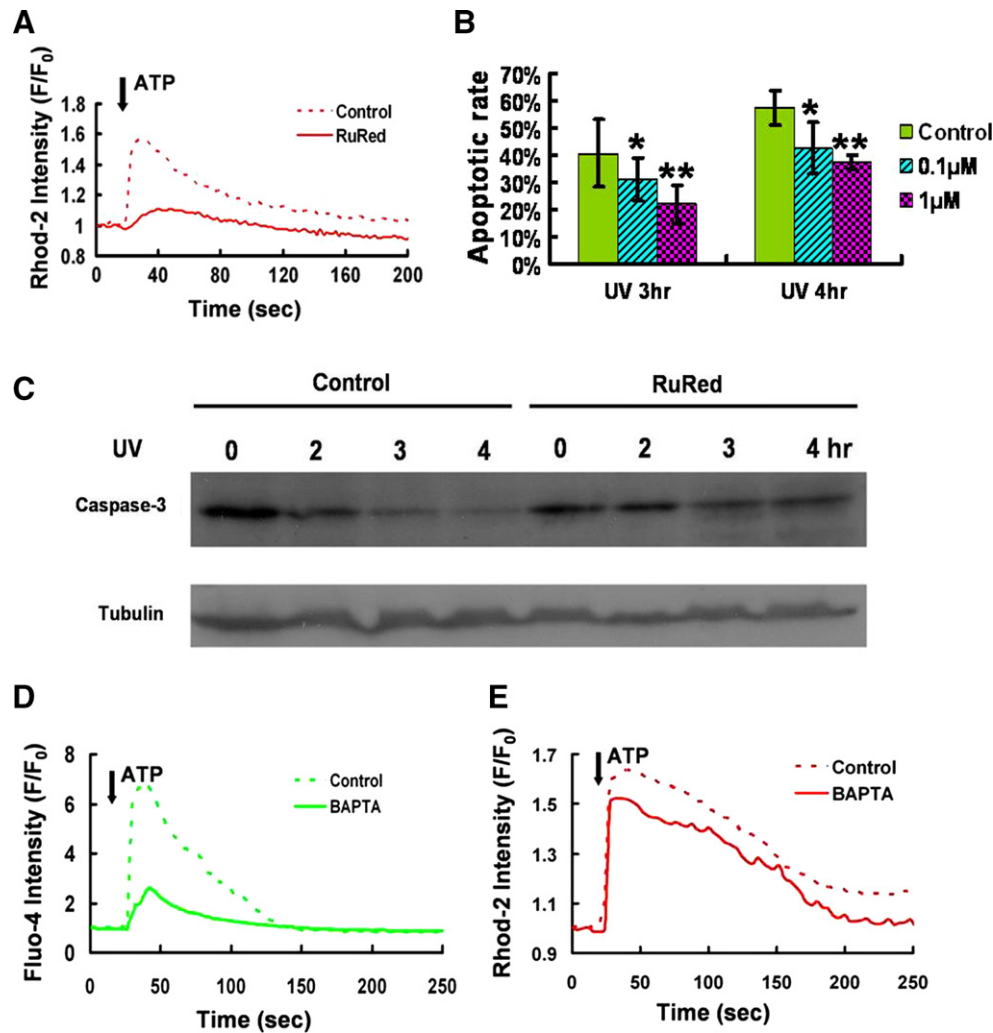 A
Rhod-2 Intensity (F/F0)
1.8
1.6
1.4
1.2
1
0.8
ATP
Control
RuRed
0 40 80 120 160 200
Time (sec)
B
Apoptotic rate
70%
60%
50%
40%
30%
20%
10%
0%
* ** * **
Control
0.1µM
1µM
UV 3hr UV 4hr
C
Control RuRed
UV 0 2 3 4 0 2 3 4 hr
Caspase-3
Tubulin
D
Fluo-4 Intensity (F/F0)
8
6
4
2
0
ATP
Control
BAPTA
0 50 100 150 200 250
Time (sec)
E
Rhod-2 Intensity (F/F0)
1.7
1.5
1.3
1.1
0.9
ATP
Control
BAPTA
0 50 100 150 200 250
Time (sec)